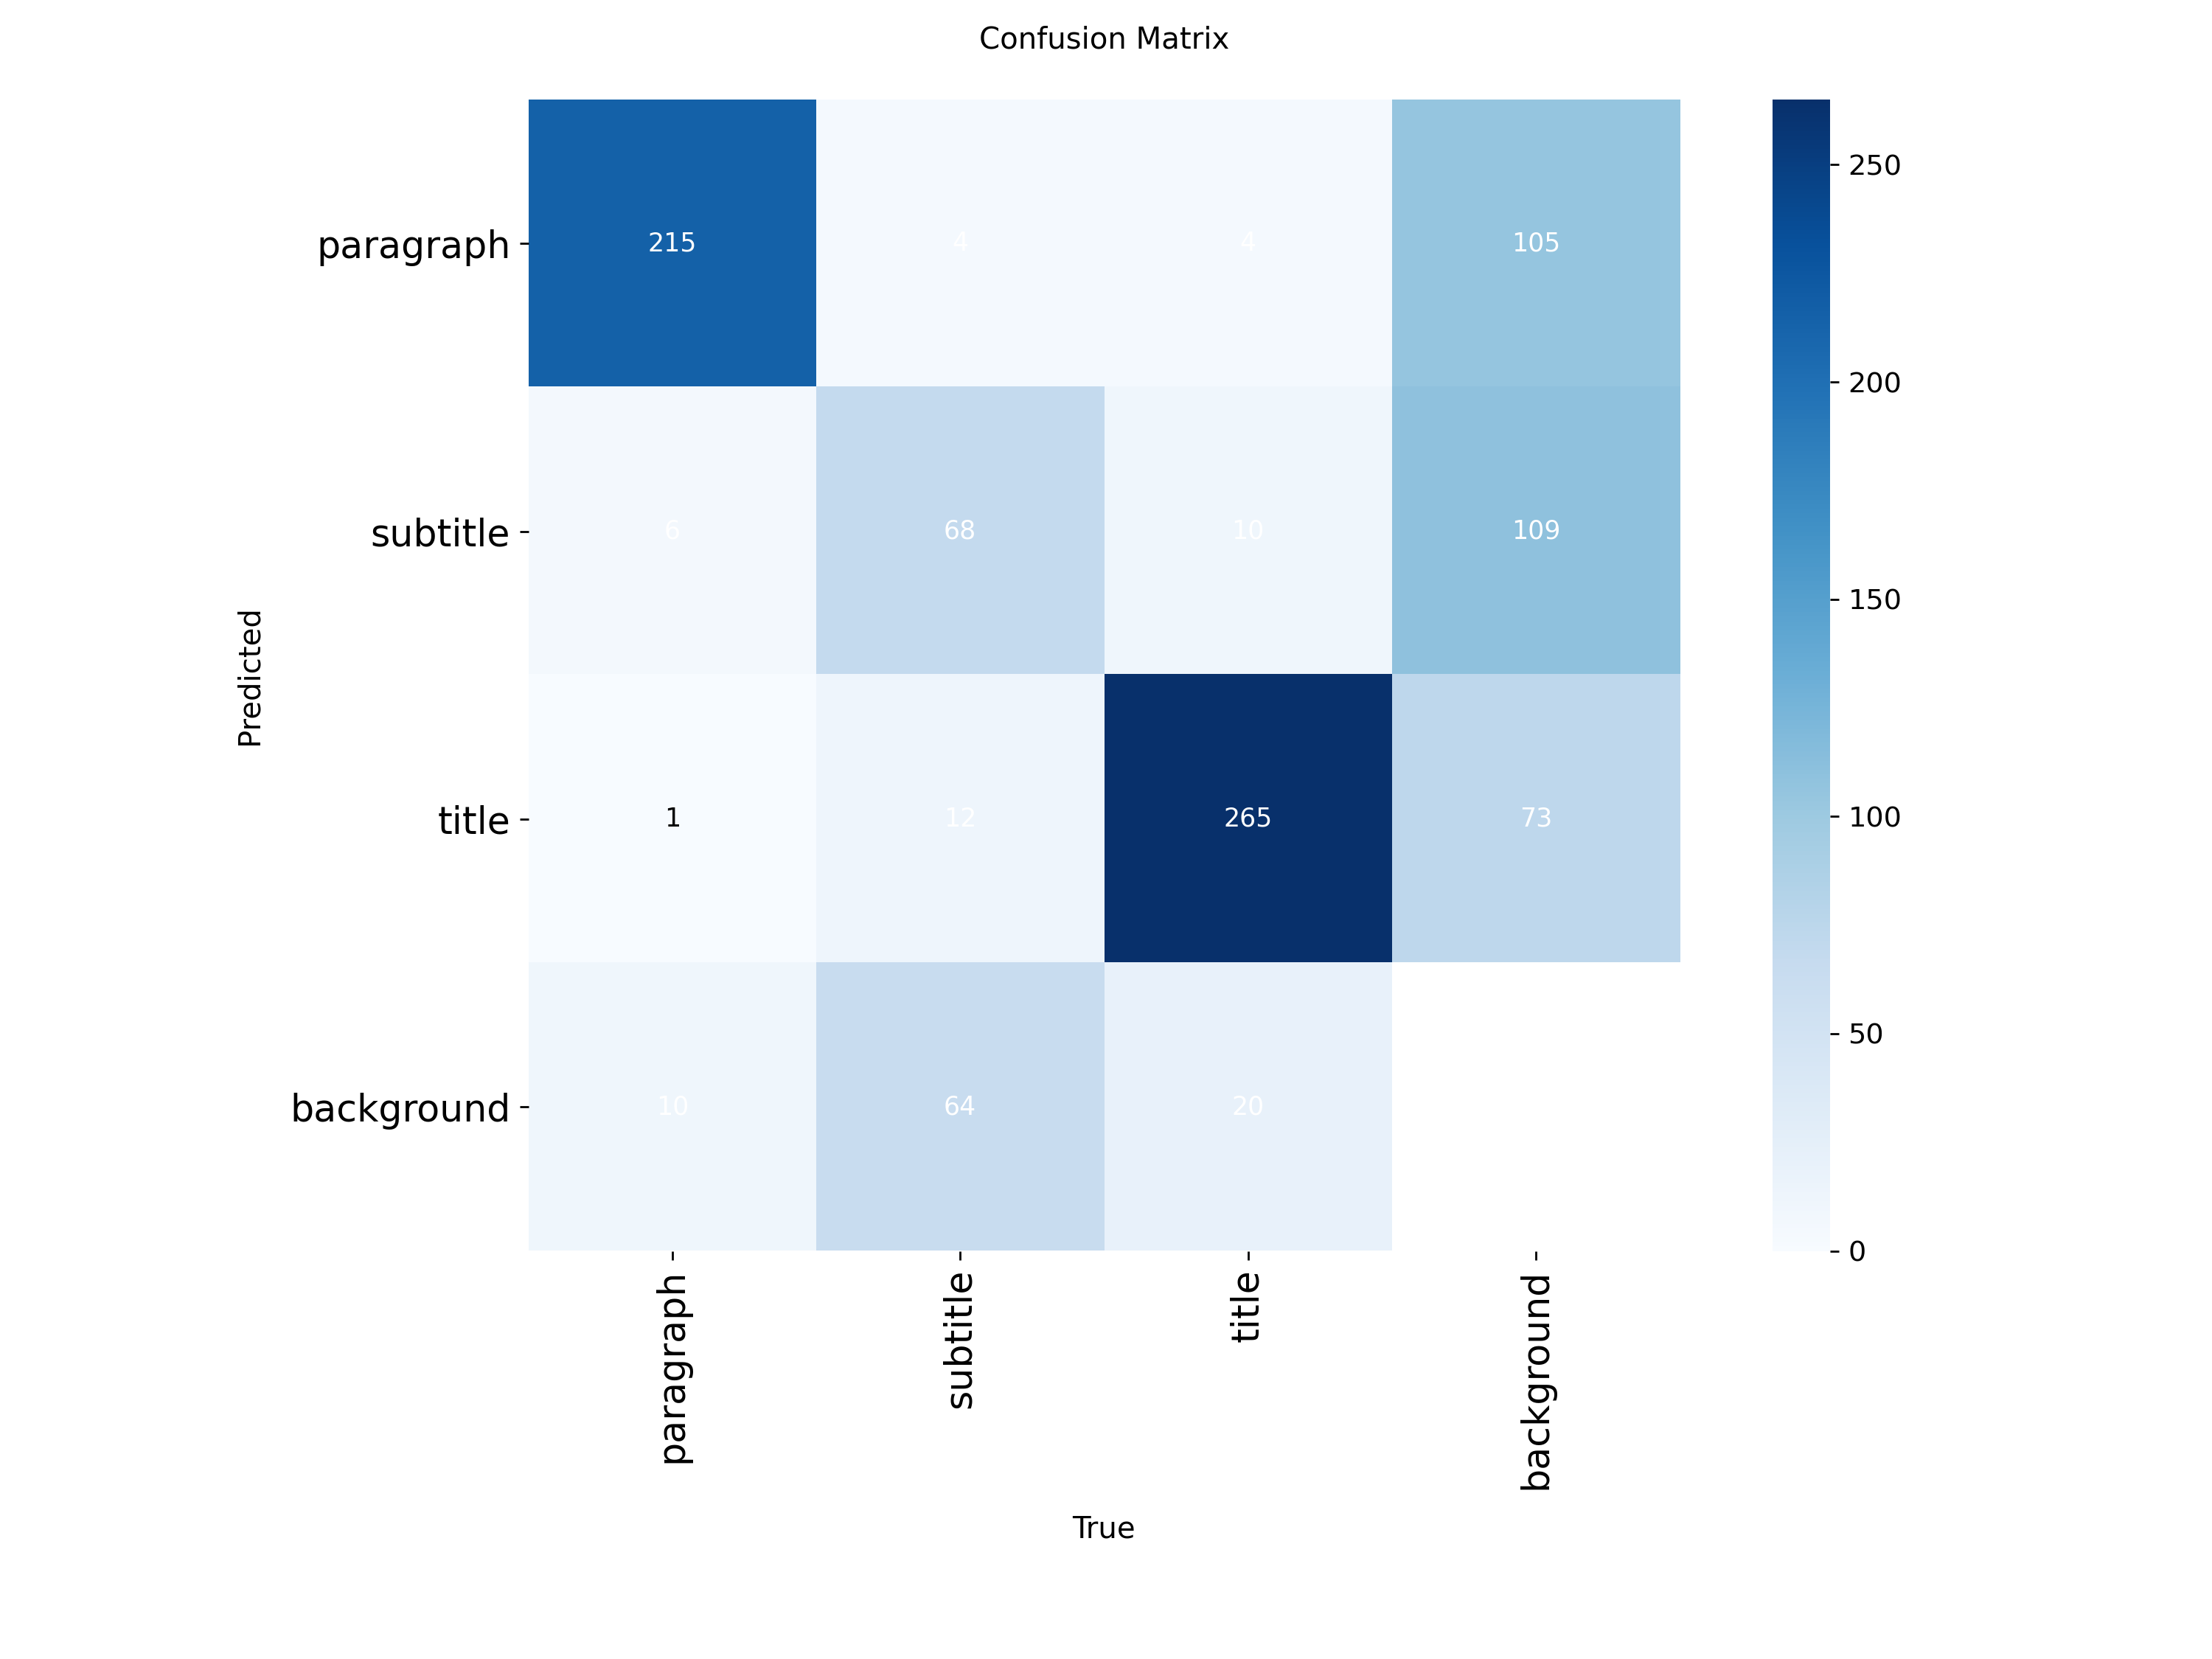 Confusion Matrix
paragraph 215 4 4 105
subtitle 6 68 10 109
title 1 12 265 73
background 10 64 20
Predicted
paragraph subtitle title background
True
250
200
150
100
50
0